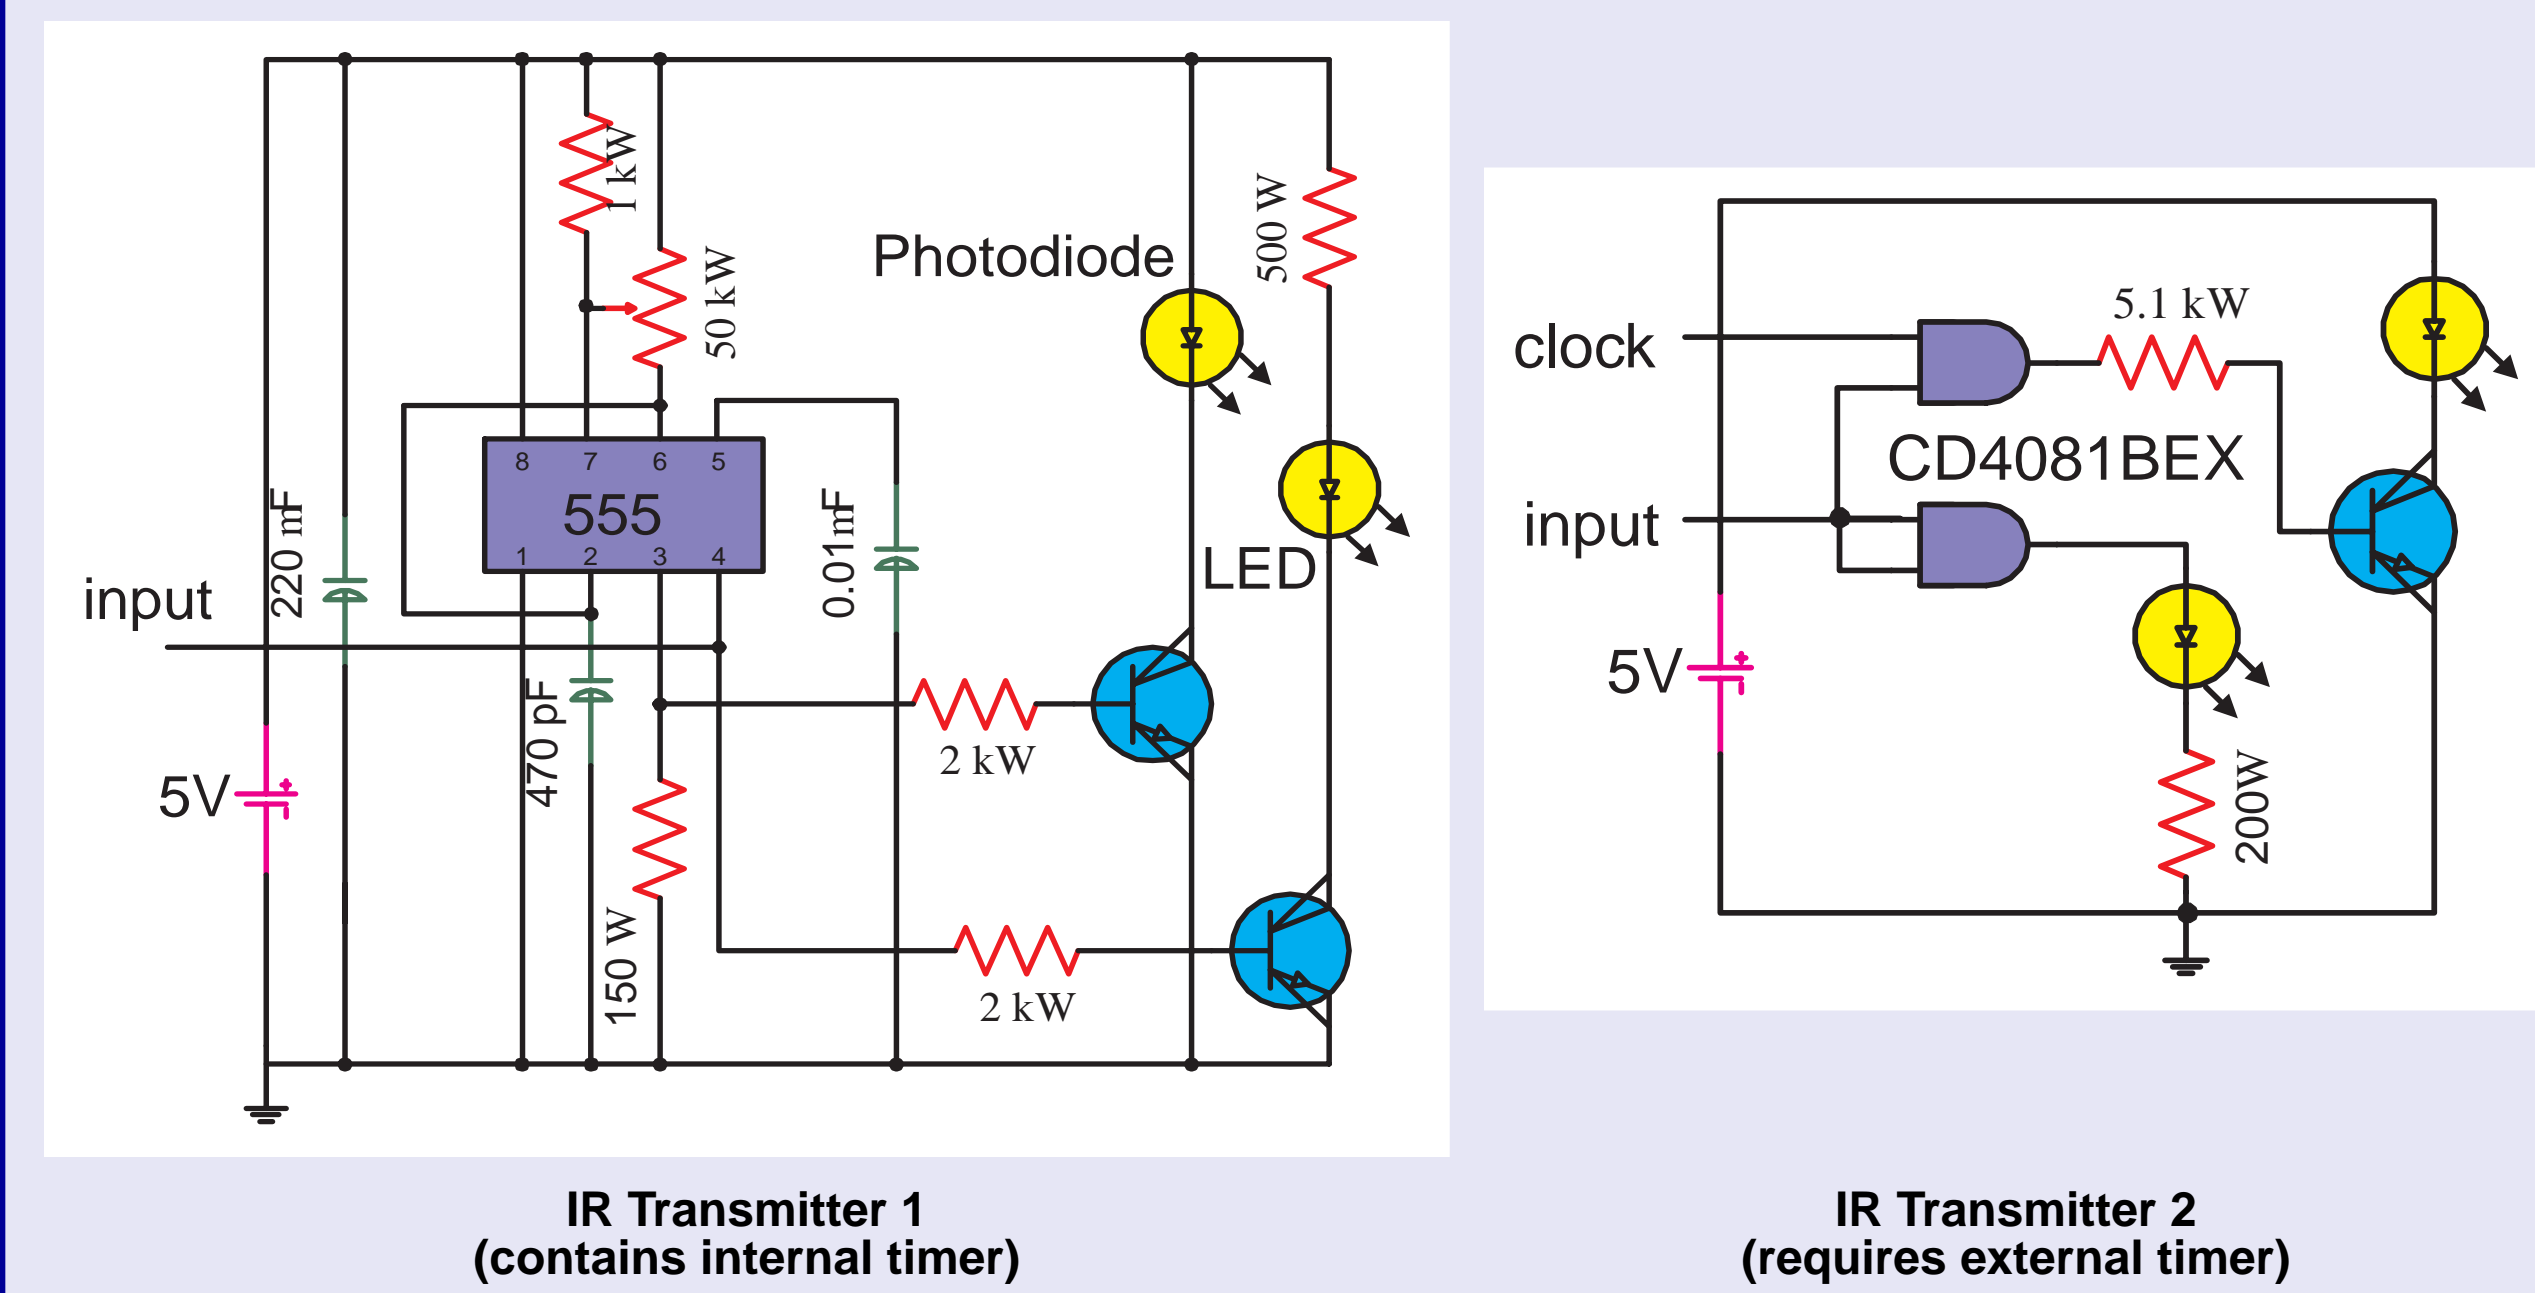 1 kW
50 kW
Photodiode
500 W
8 7 6 5
555
1 2 3 4
220 mF
0.01mF
LED
input
470 pF
2 kW
5V
150 W
2 kW
IR Transmitter 1
(contains internal timer)
5.1 kW
clock
CD4081BEX
input
5V
200W
IR Transmitter 2
(requires external timer)